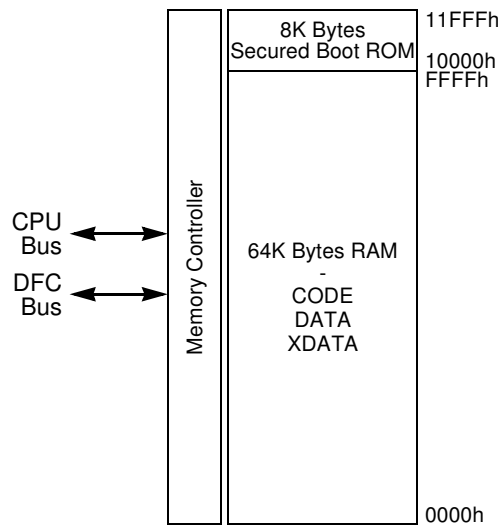 8K Bytes
Secured Boot ROM
11FFFh
10000h
FFFFh
CPU
Bus
DFC
Bus
Memory Controller
64K Bytes RAM
-
CODE
DATA
XDATA
0000h